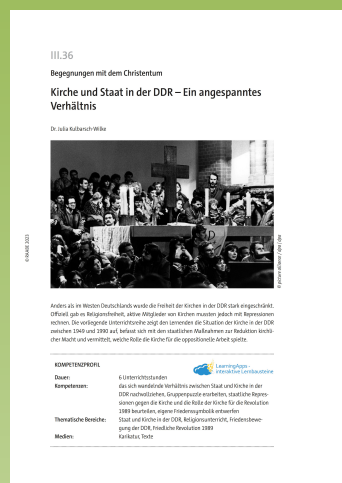 III.36
Begegnungen mit dem Christentum
Kirche und Staat in der DDR – Ein angespanntes
Verhältnis
Dr. Julia Kulbarsch-Wilke
© RAABE 2023
© picture alliance / dpa | dpa
Anders als im Westen Deutschlands wurde die Freiheit der Kirchen in der DDR stark eingeschränkt.
Offiziell gab es Religionsfreiheit, aktive Mitglieder von Kirchen mussten jedoch mit Repressionen
rechnen. Die vorliegende Unterrichtsreihe zeigt den Lernenden die Situation der Kirche in der DDR
zwischen 1949 und 1990 auf, befasst sich mit den staatlichen Maßnahmen zur Reduktion kirchli-
cher Macht und vermittelt, welche Rolle die Kirche für die oppositionelle Arbeit spielte.
KOMPETENZPROFIL
LearningApps -
interaktive Lernbausteine
Dauer: 6 Unterrichtsstunden
Kompetenzen: das sich wandelnde Verhältnis zwischen Staat und Kirche in der
DDR nachvollziehen, Gruppenpuzzle erarbeiten, staatliche Repres-
sionen gegen die Kirche und die Rolle der Kirche für die Revolution
1989 beurteilen, eigene Friedenssymbolik entwerfen
Thematische Bereiche: Staat und Kirche in der DDR, Religionsunterricht, Friedensbewe-
gung der DDR, Friedliche Revolution 1989
Medien: Karikatur, Texte